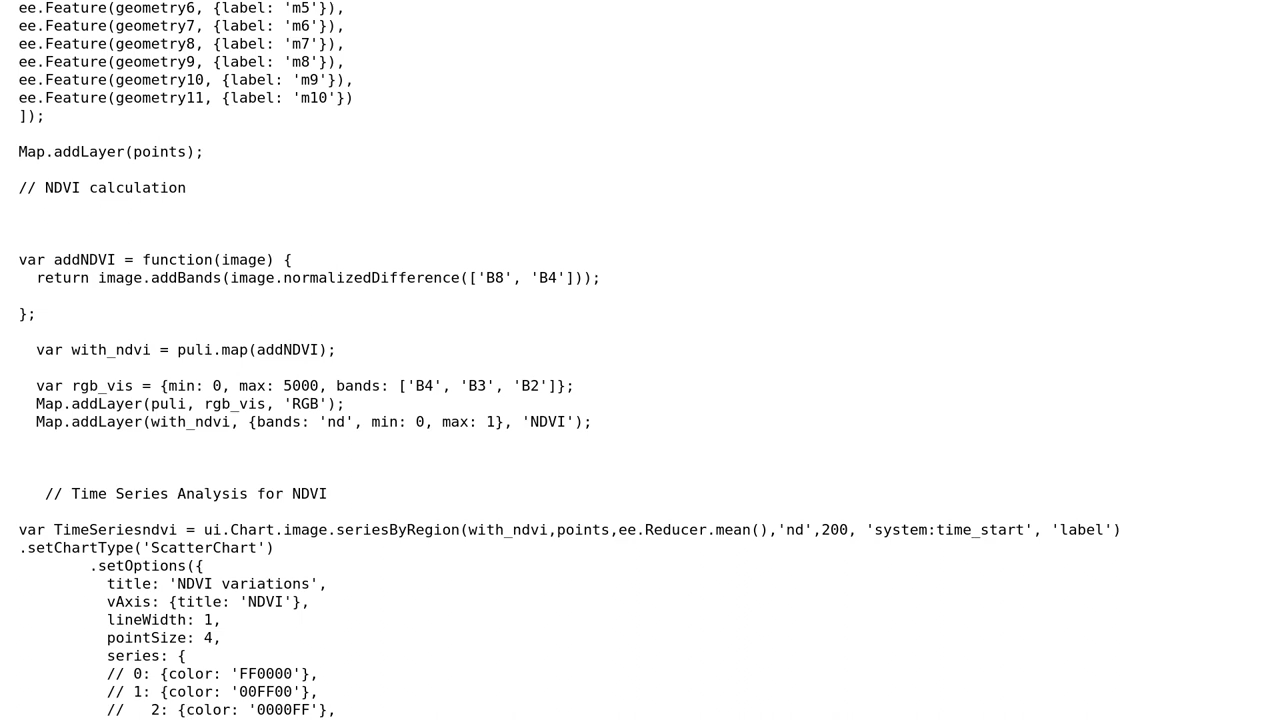 ee.Feature(geometry6, {label: 'm5'}),
ee.Feature(geometry7, {label: 'm6'}),
ee.Feature(geometry8, {label: 'm7'}),
ee.Feature(geometry9, {label: 'm8'}),
ee.Feature(geometry10, {label: 'm9'}),
ee.Feature(geometry11, {label: 'm10'})
]);
Map.addLayer(points);
// NDVI calculation
var addNDVI = function(image) {
return image.addBands(image.normalizedDifference(['B8', 'B4']));
};
var with_ndvi = puli.map(addNDVI);
var rgb_vis = {min: 0, max: 5000, bands: ['B4', 'B3', 'B2']};
Map.addLayer(puli, rgb_vis, 'RGB');
Map.addLayer(with_ndvi, {bands: 'nd', min: 0, max: 1}, 'NDVI');
// Time Series Analysis for NDVI
var TimeSeriesndvi = ui.Chart.image.seriesByRegion(with_ndvi,points,ee.Reducer.mean(),'nd',200, 'system:time_start', 'label')
.setChartType('ScatterChart')
.setOptions({
title: 'NDVI variations',
vAxis: {title: 'NDVI'},
lineWidth: 1,
pointSize: 4,
series: {
// 0: {color: 'FF0000'},
// 1: {color: '00FF00'},
//   2: {color: '0000FF'},